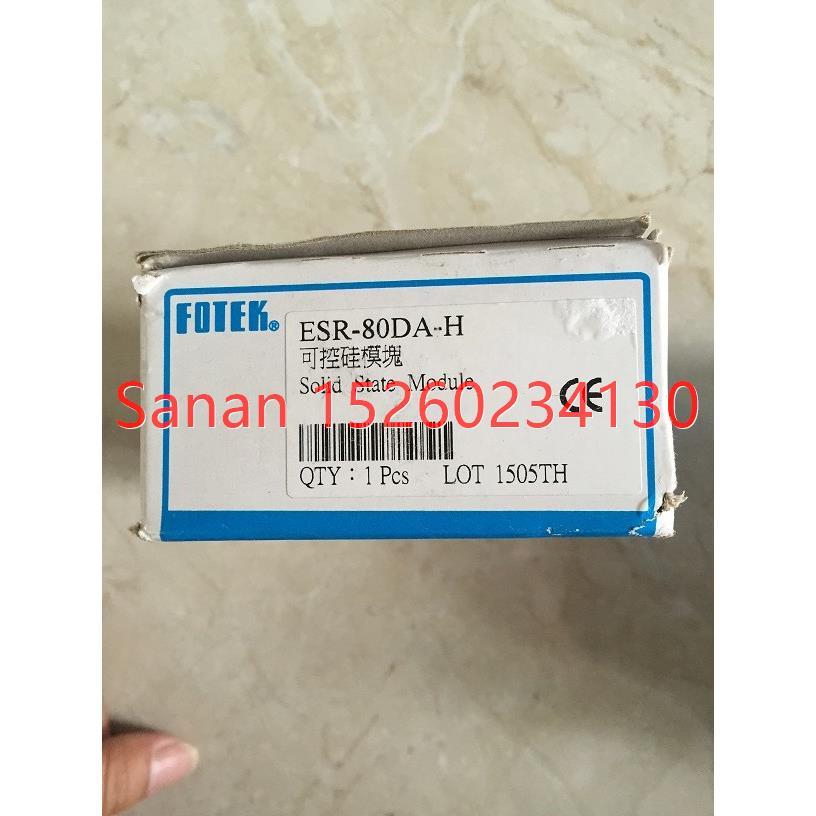 FOTEK®
ESR-80DA-H
可控硅模塊
Solid State Module
CE
Sanan 15260234130
QTY：1 Pcs LOT 1505TH